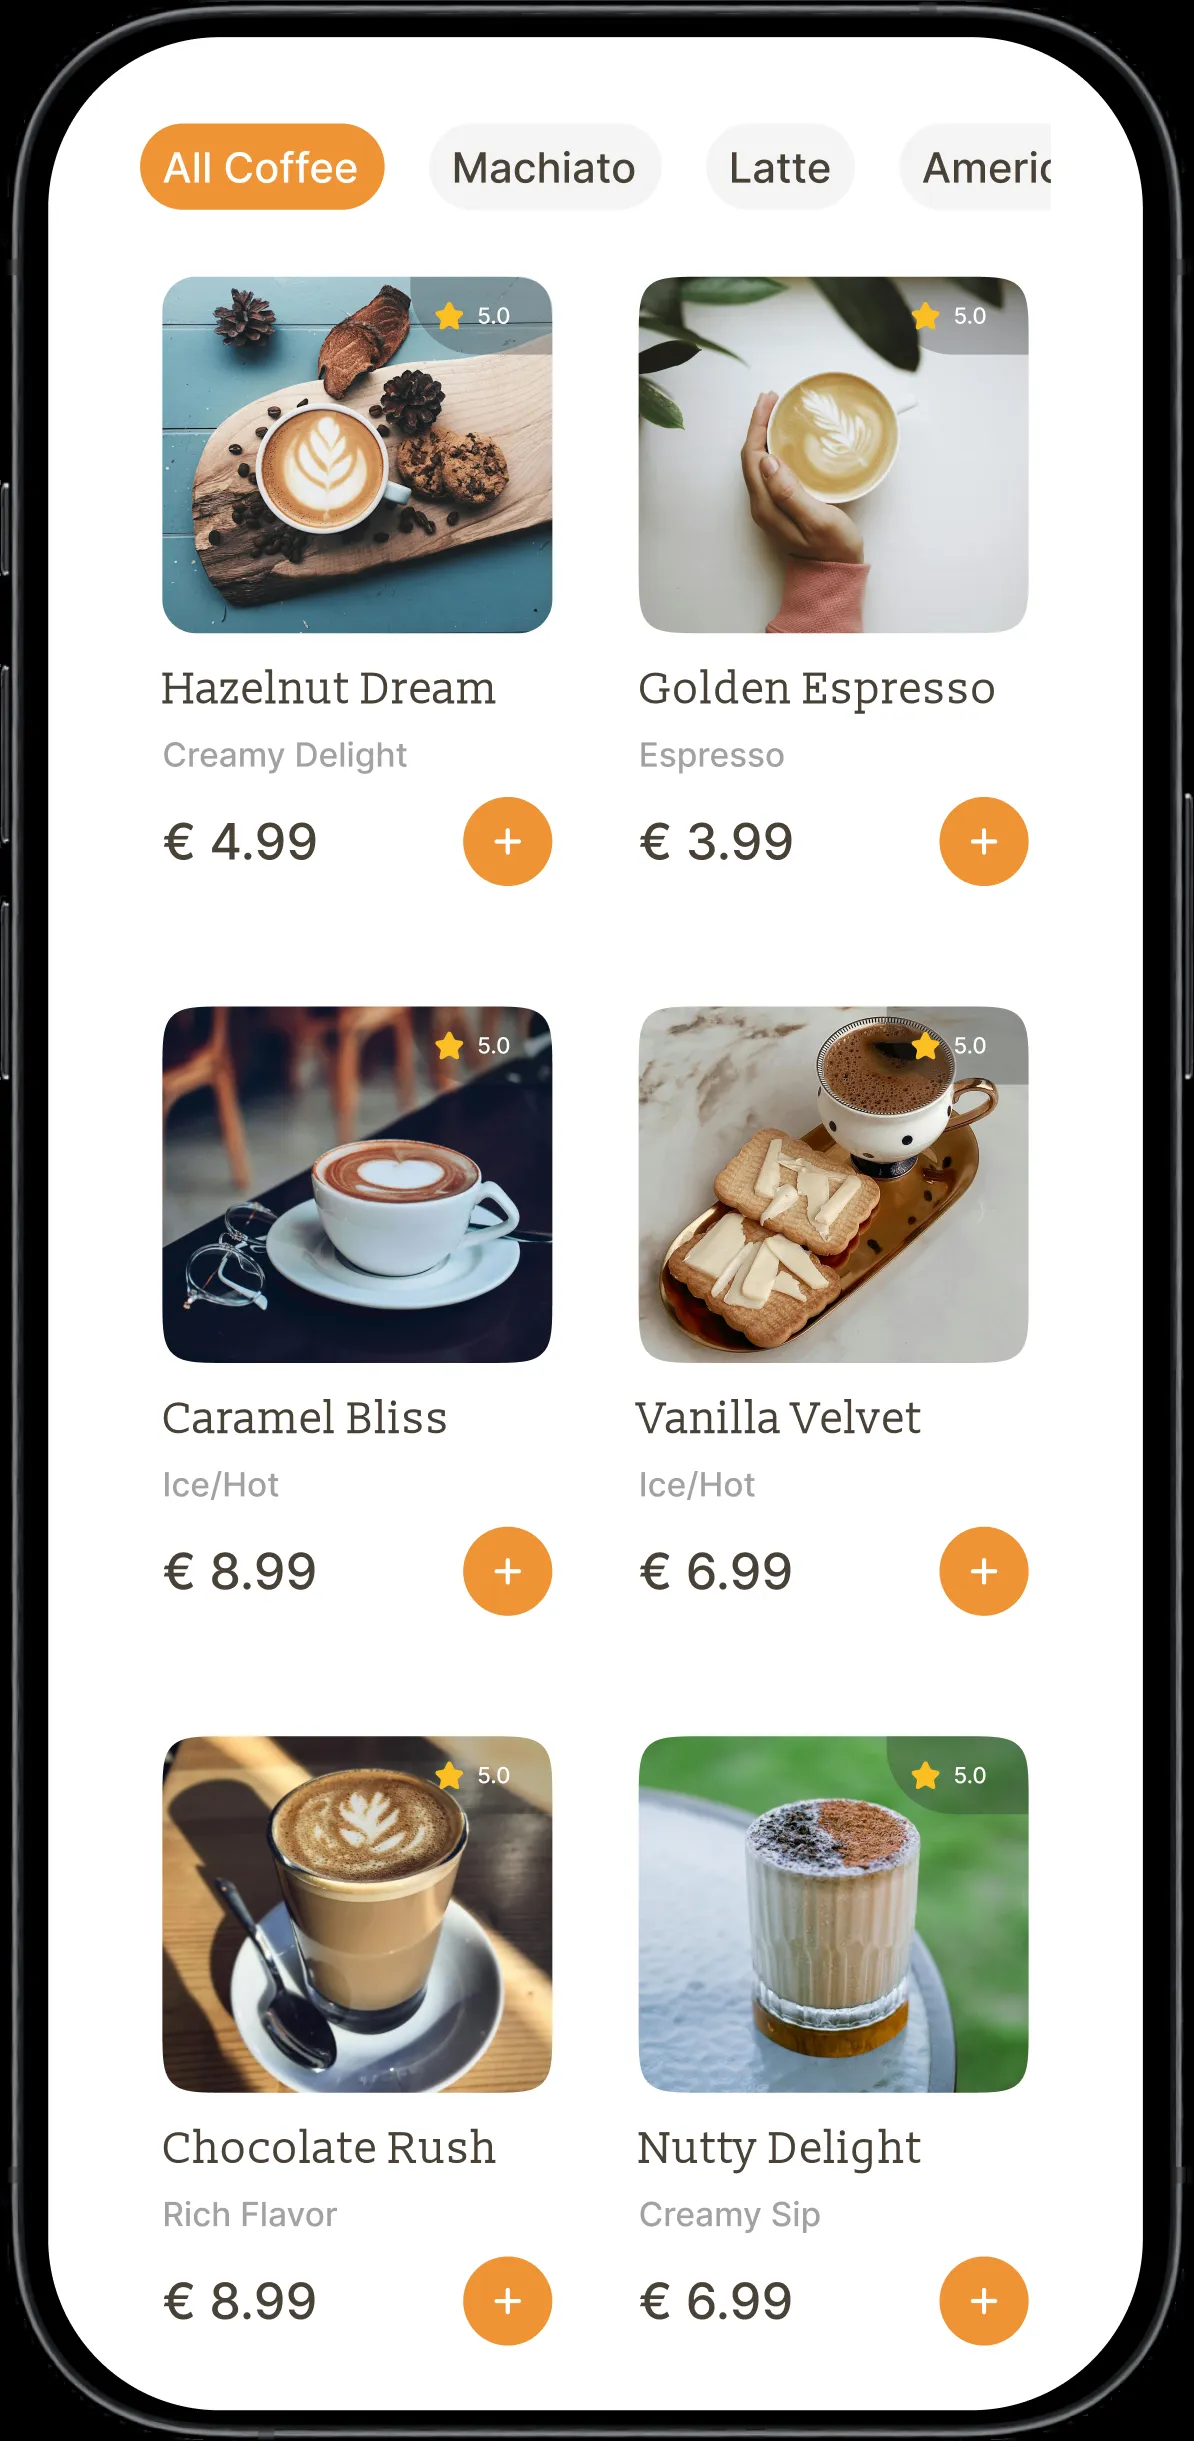 All Coffee
Machiato
Latte
Americ
5.0
5.0
Hazelnut Dream
Golden Espresso
Creamy Delight
Espresso
€ 4.99
€ 3.99
5.0
5.0
Caramel Bliss
Vanilla Velvet
Ice/Hot
Ice/Hot
€ 8.99
€ 6.99
5.0
5.0
Chocolate Rush
Nutty Delight
Rich Flavor
Creamy Sip
€ 8.99
€ 6.99